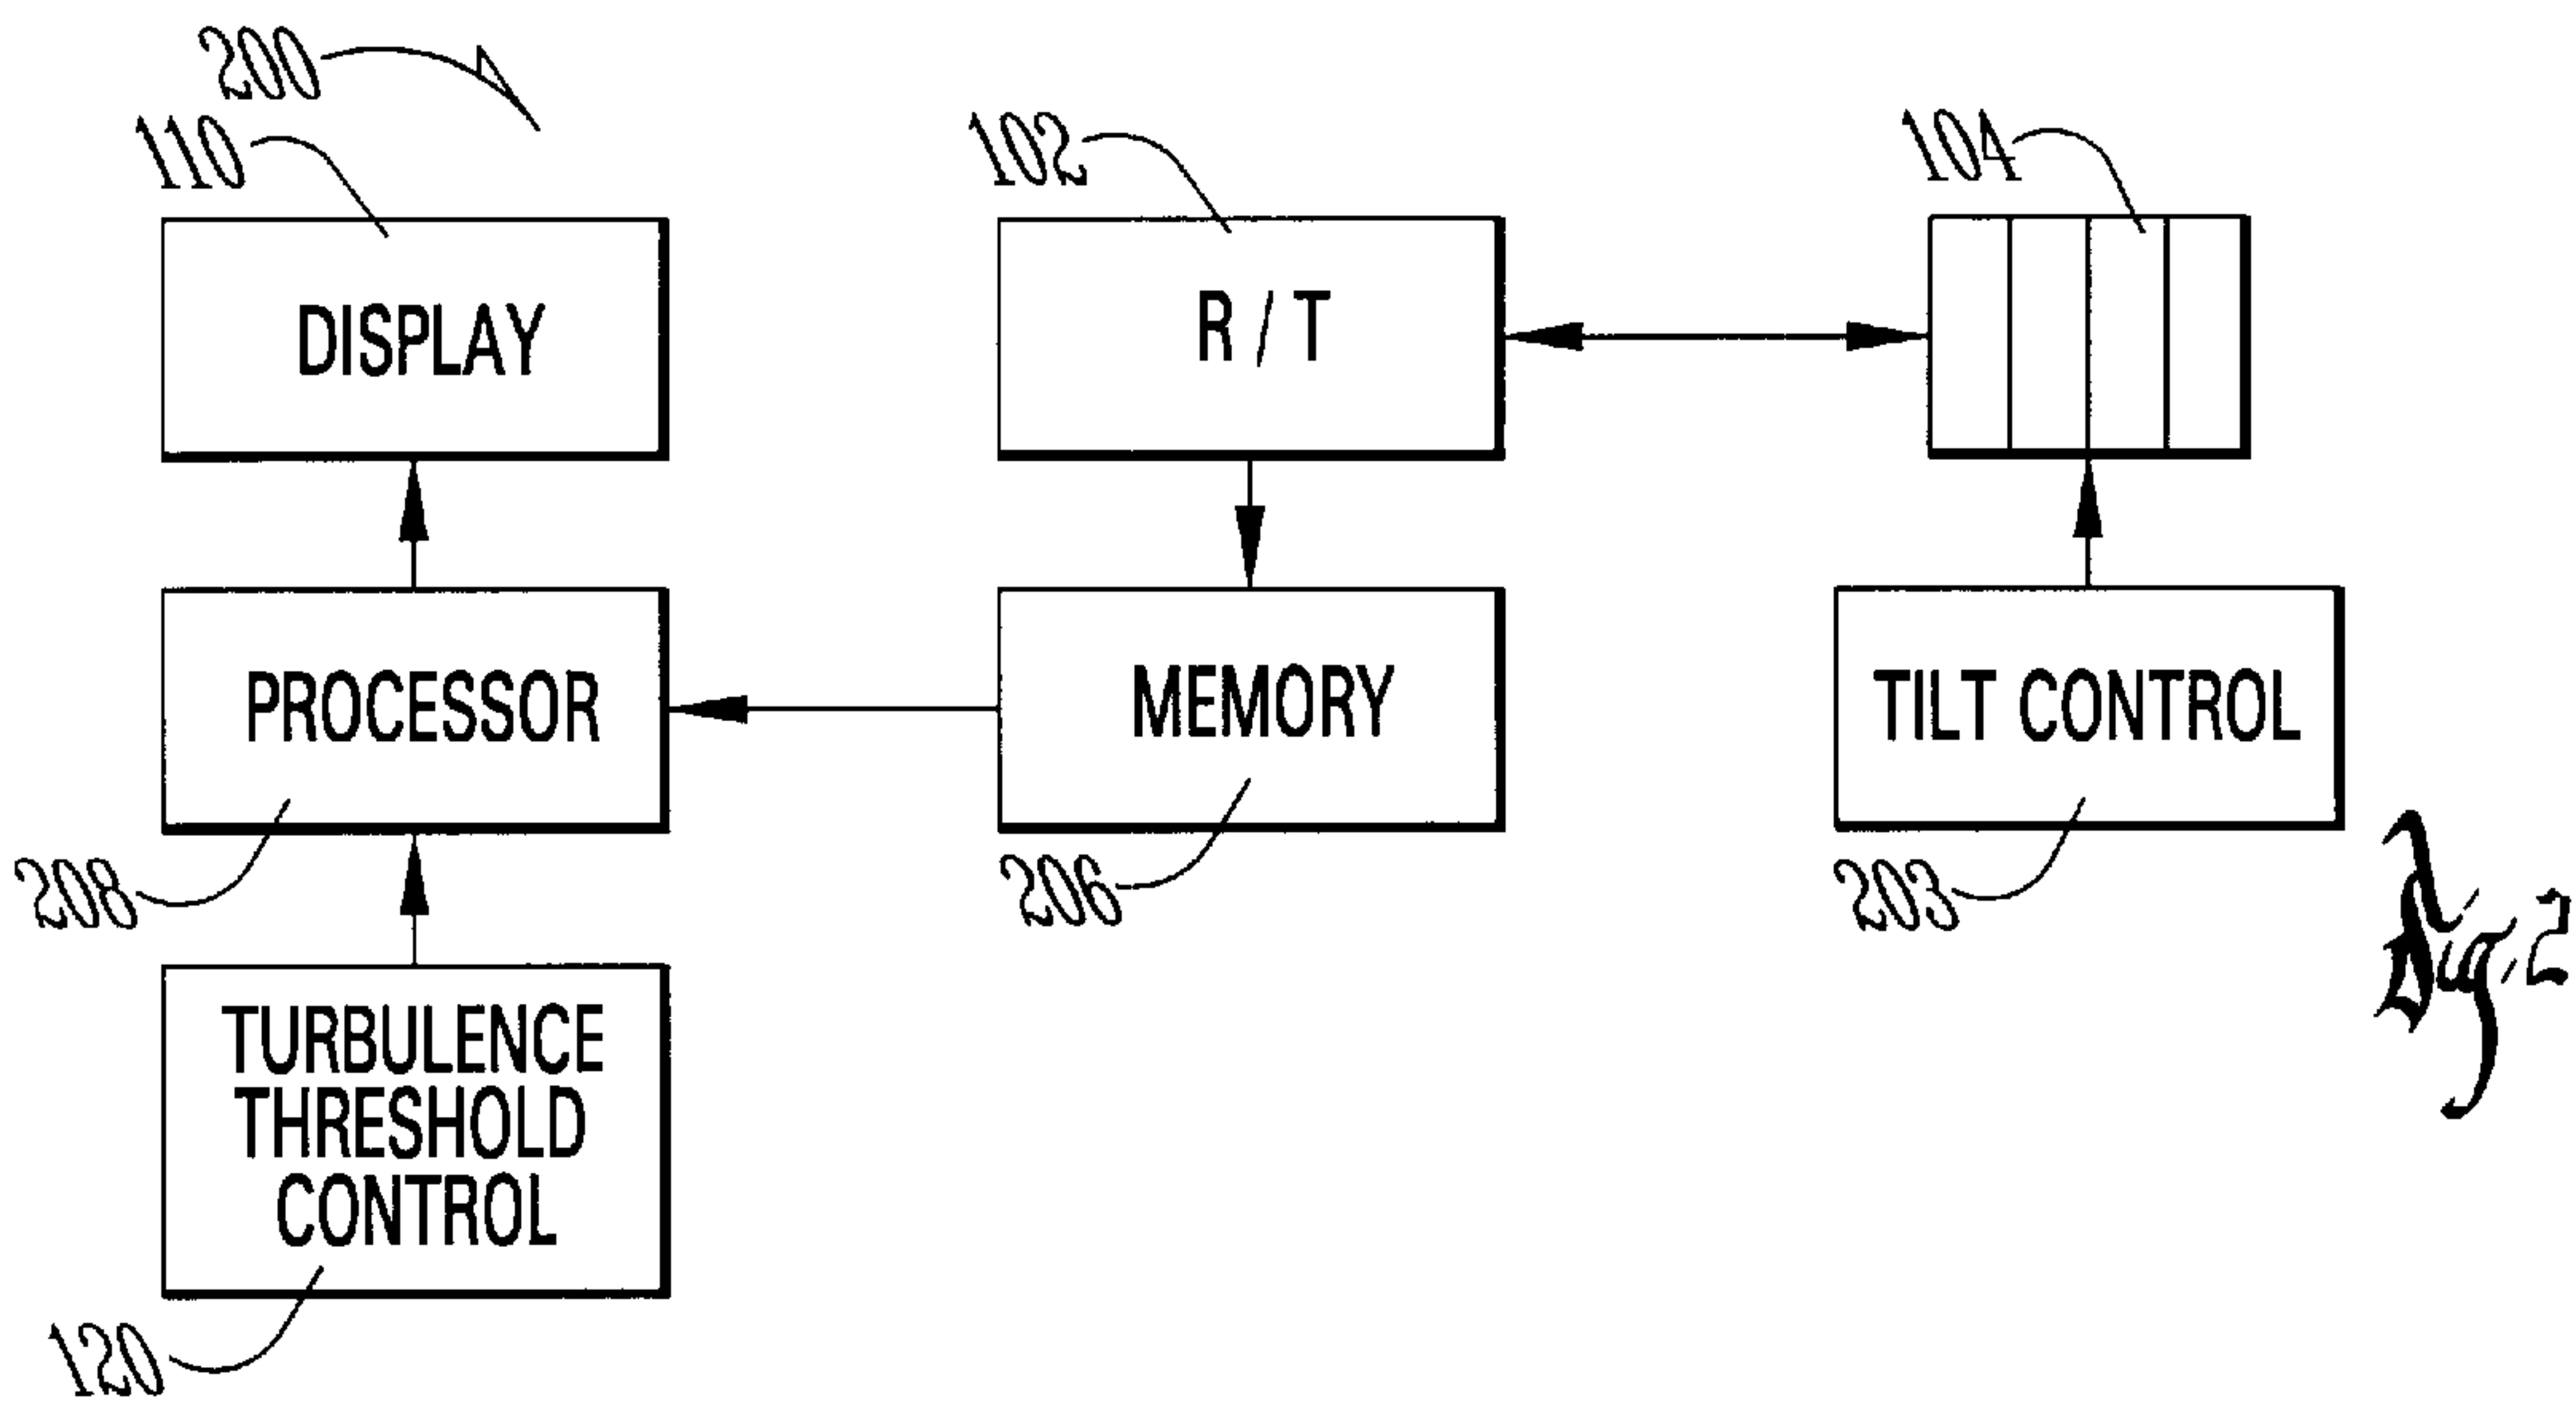 200
110
102
104
DISPLAY
R / T
PROCESSOR
MEMORY
TILT CONTROL
208
206
203
Fig. 2
TURBULENCE
THRESHOLD
CONTROL
120